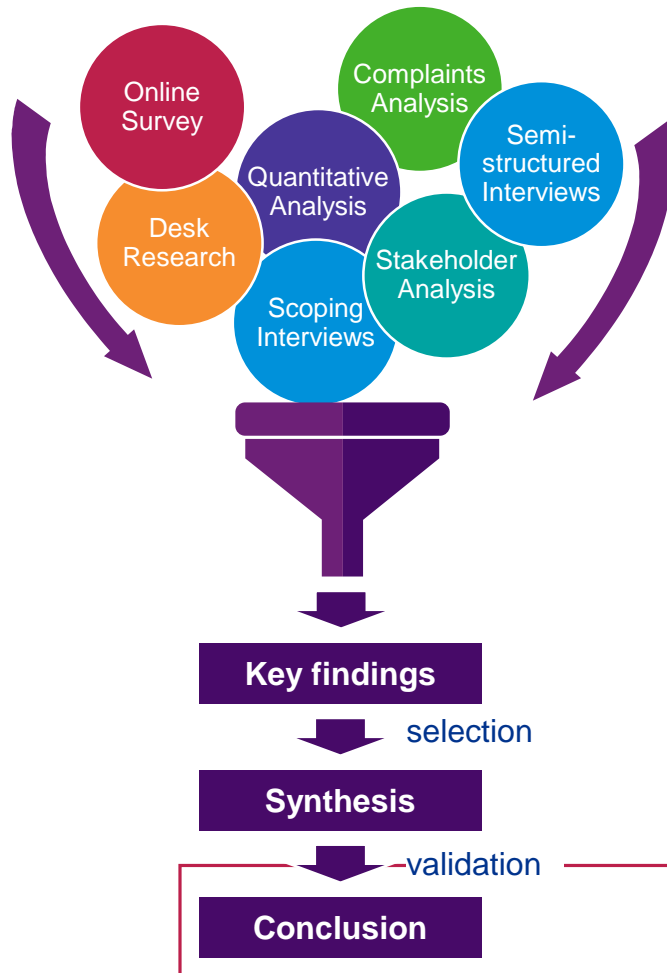 Online
Survey
Complaints
Analysis
Semi-
structured
Interviews
Quantitative
Analysis
Desk
Research
Stakeholder
Analysis
Scoping
Interviews
Key findings
selection
Synthesis
validation
Conclusion